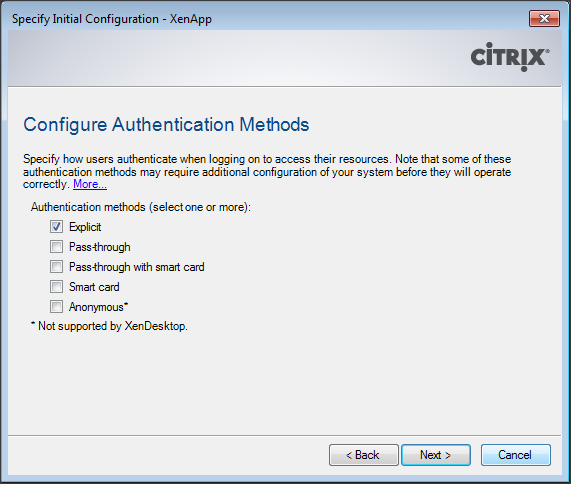 Specify Initial Configuration - XenApp
CİTRIX®
Configure Authentication Methods
Specify how users authenticate when logging on to access their resources. Note that some of these
authentication methods may require additional configuration of your system before they will operate
correctly. More...
Authentication methods (select one or more):
Explicit
Pass-through
Pass-through with smart card
Smart card
Anonymous*
* Not supported by XenDesktop.
< Back Next > Cancel